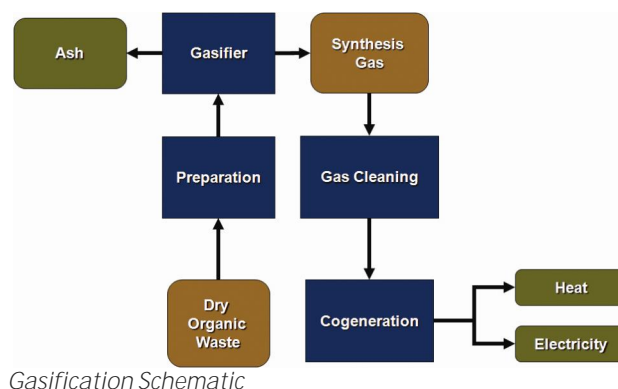 Ash
Gasifier
Synthesis
Gas
Preparation
Gas Cleaning
Dry
Organic
Waste
Cogeneration
Heat
Electricity
Gasification Schematic